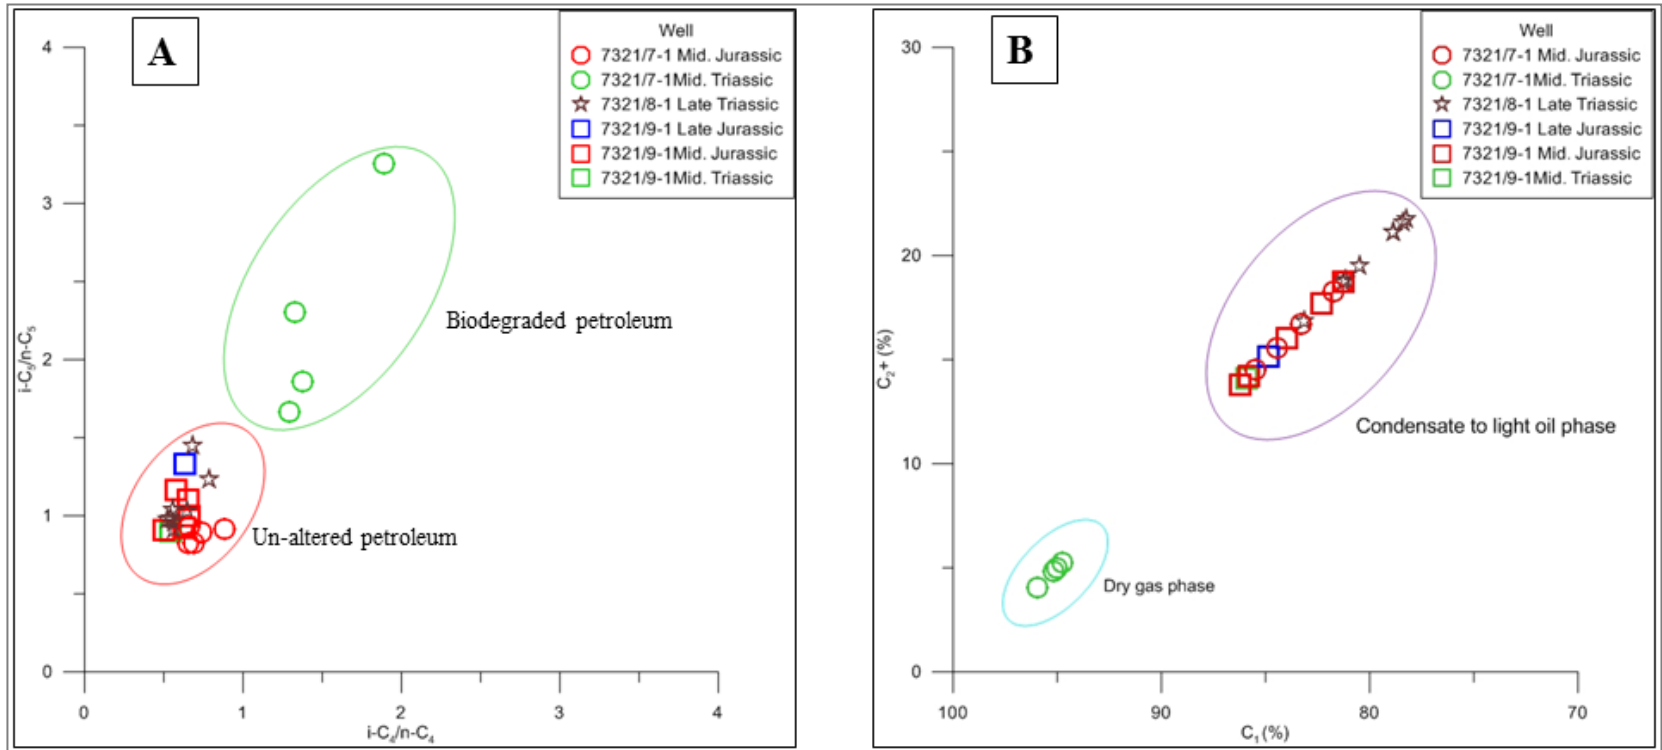 A
Well
7321/7-1 Mid. Jurassic
7321/7-1Mid. Triassic
7321/8-1 Late Triassic
7321/9-1 Late Jurassic
7321/9-1Mid. Jurassic
7321/9-1Mid. Triassic
4
3
2
1
0
i-C₅/n-C₅
Biodegraded petroleum
Un-altered petroleum
0 1 2 3 4
i-C₄/n-C₄
B
Well
7321/7-1 Mid. Jurassic
7321/7-1Mid. Triassic
7321/8-1 Late Triassic
7321/9-1 Late Jurassic
7321/9-1 Mid. Jurassic
7321/9-1Mid. Triassic
30
20
10
0
C₂+ (%)
Condensate to light oil phase
Dry gas phase
100 90 80 70
C₁(%)